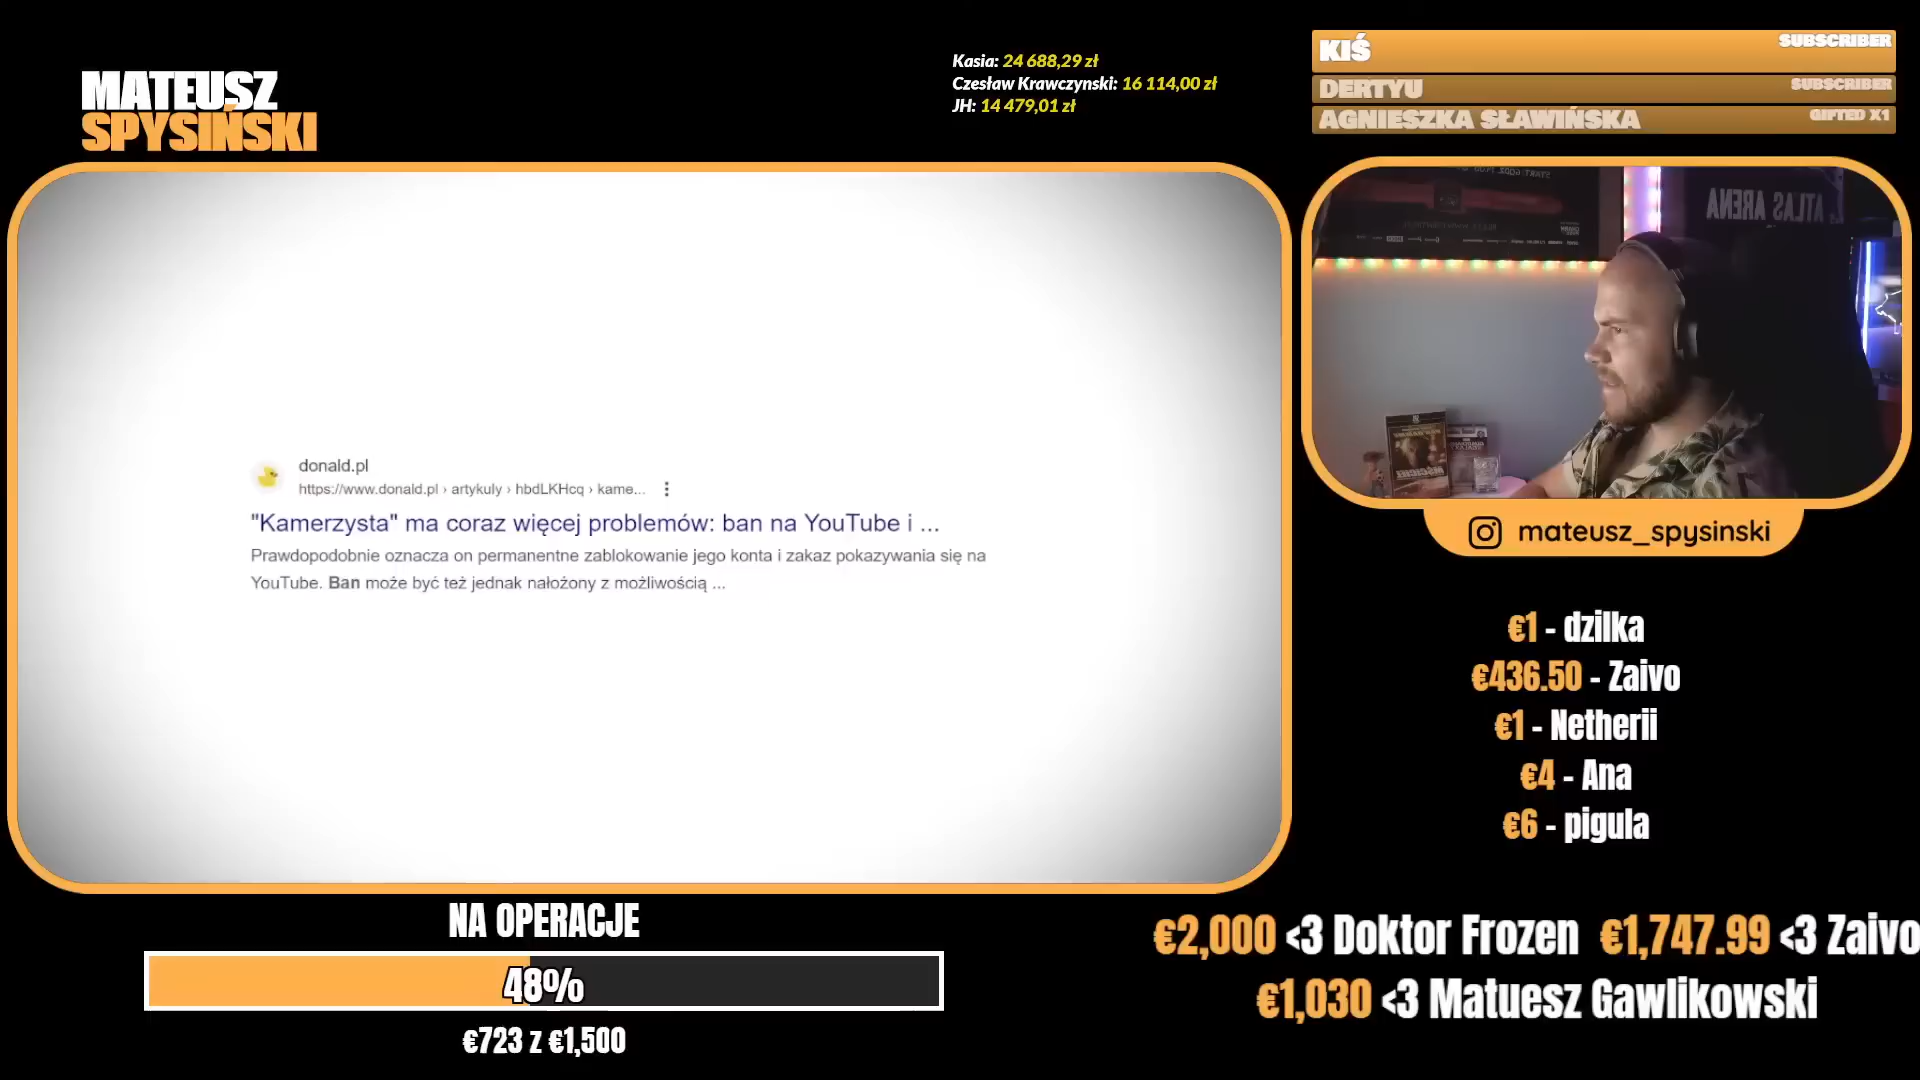 MATEUSZ
SPYSIŃSKI
Kasia: 24 688,29 zł
Czesław Krawczynski: 16 114,00 zł
JH: 14 479,01 zł
KIŚ SUBSCRIBER
DERTYU SUBSCRIBER
AGNIESZKA SŁAWIŃSKA GIFTED X1
ATLAS ARENA
donald.pl
https://www.donald.pl › artykuly › hbdLKHcq › kame...
"Kamerzysta" ma coraz więcej problemów: ban na YouTube i ...
Prawdopodobnie oznacza on permanentne zablokowanie jego konta i zakaz pokazywania się na
YouTube. Ban może być też jednak nałożony z możliwością ...
mateusz_spysinski
€1 - dzilka
€436.50 - Zaivo
€1 - Netherii
€4 - Ana
€6 - pigula
NA OPERACJE
48%
€723 z €1,500
€2,000 <3 Doktor Frozen €1,747.99 <3 Zaivo
€1,030 <3 Matuesz Gawlikowski